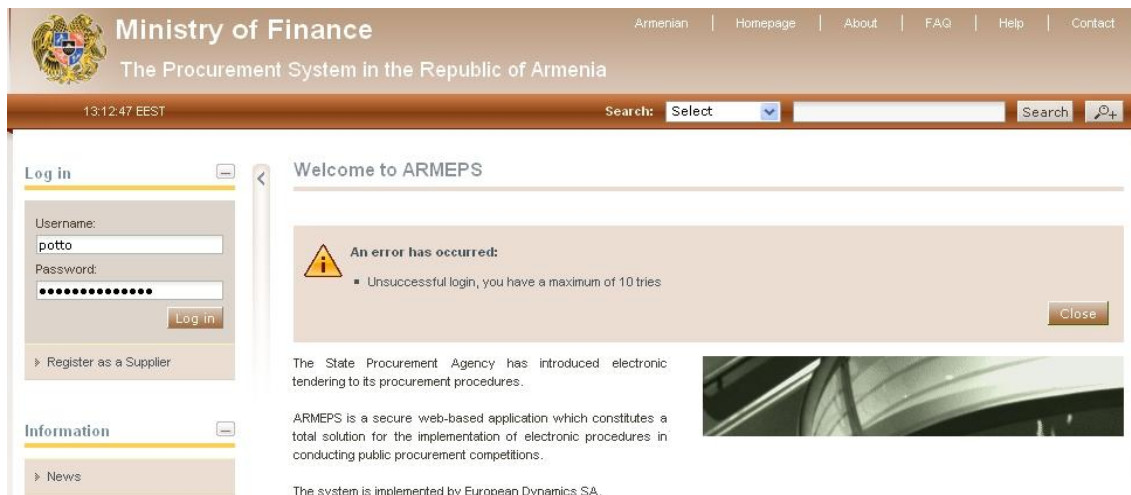 Ministry of Finance
Armenian | Homepage | About | FAQ | Help | Contact
The Procurement System in the Republic of Armenia
13:12:47 EEST
Search: Select Search
Log in
Username:
potto
Password:
••••••••••••••
Log in
Register as a Supplier
Information
News
Welcome to ARMEPS
An error has occurred:
Unsuccessful login, you have a maximum of 10 tries
Close
The State Procurement Agency has introduced electronic
tendering to its procurement procedures.
ARMEPS is a secure web-based application which constitutes a
total solution for the implementation of electronic procedures in
conducting public procurement competitions.
The system is implemented by European Dynamics SA.